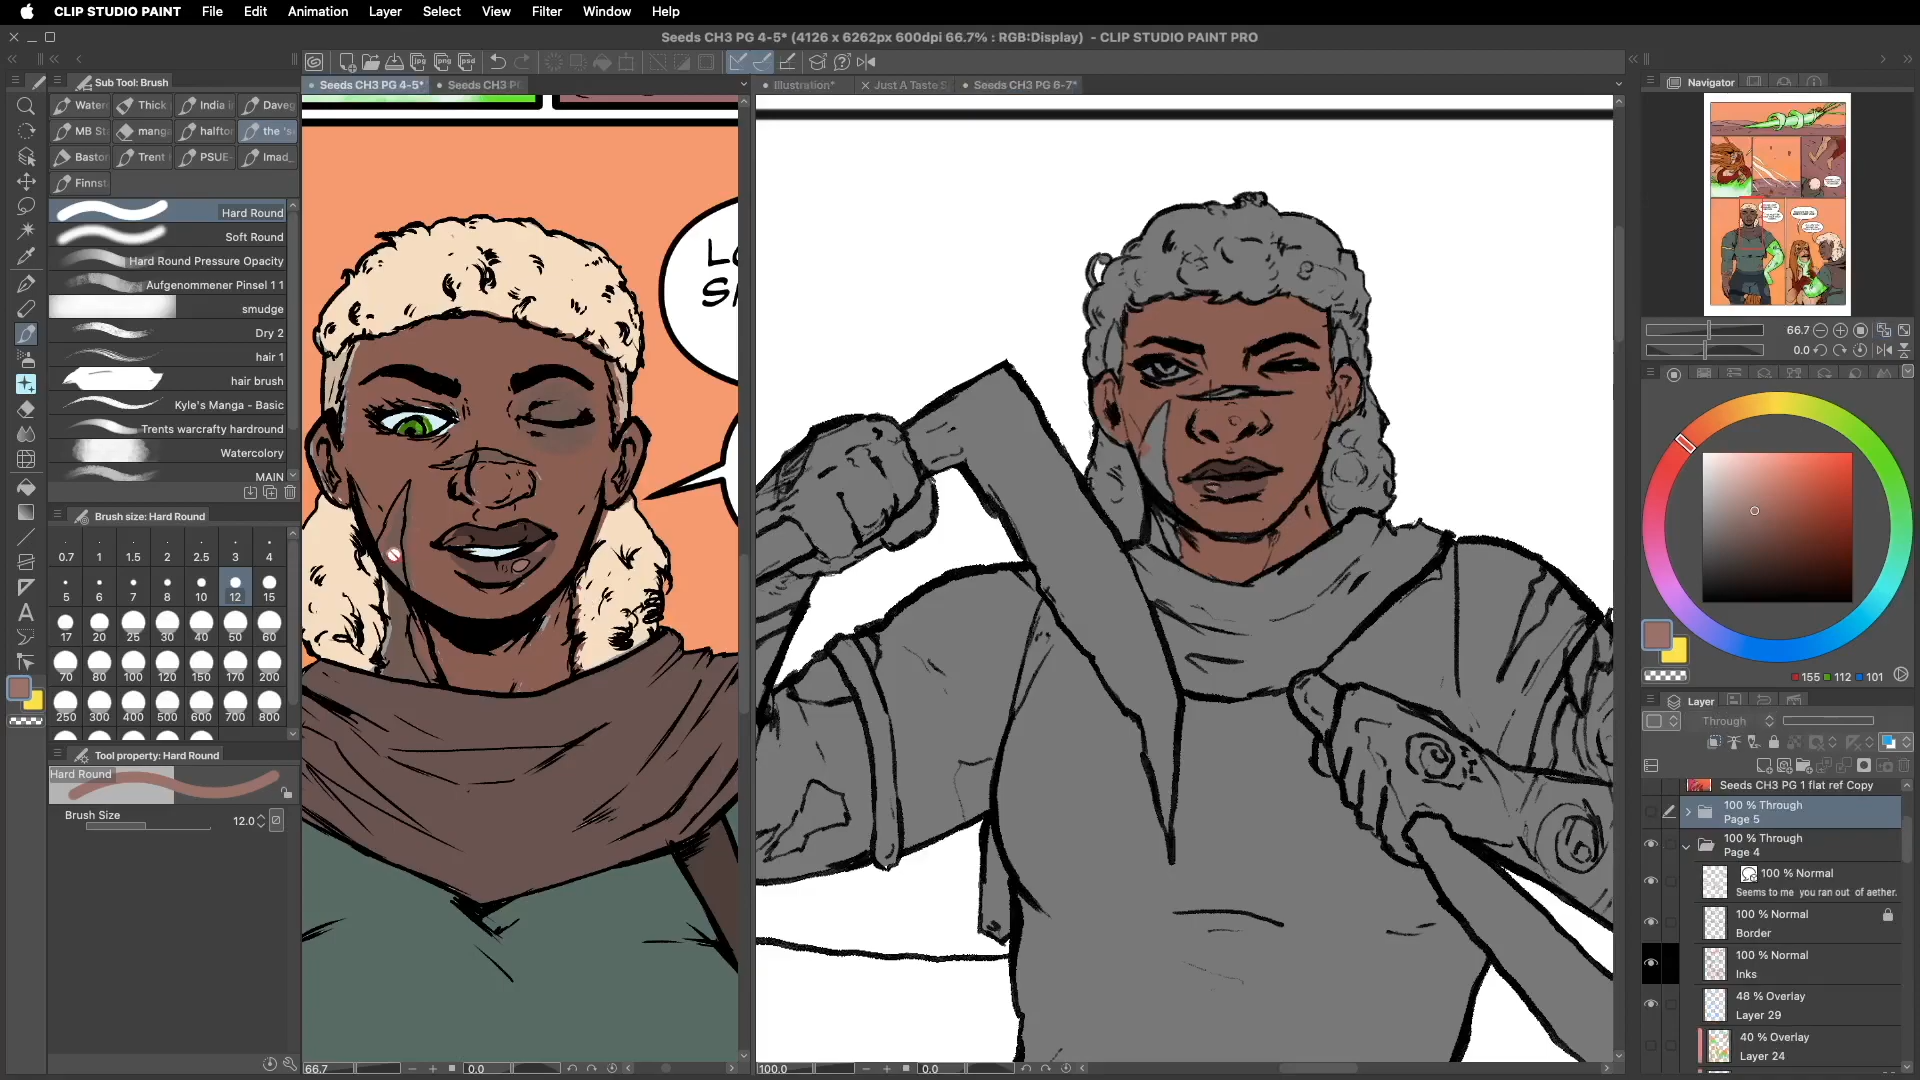 CLIP STUDIO PAINT File Edit Animation Layer Select View Filter Window Help
Seeds CH3 PG 4-5* (4126 x 6262px 600dpi 66.7% : RGB:Display) - CLIP STUDIO PAINT PRO
Sub Tool: Brush
Seeds CH3 PG 4-5*
Illustration*
Seeds CH3 PG 6-7*
Navigator
Water
Thick
India
Daveg
MB St
manga
Trent
PSUE-
Imad_
Finnst
Hard Round
Soft Round
Hard Round Pressure Opacity
Aufgenommener Pinsel 1 1
smudge
Dry 2
hair 1
hair brush
Kyle's Manga - Basic
Trents warcrafty hardround
Watercolory
MAIN
Brush size: Hard Round
0.7 1 1.5 2 2.5 3 4
5 6 7 8 10 12 15
17 20 25 30 40 50 60
70 80 100 120 150 170 200
250 300 400 500 600 700 800
Tool property: Hard Round
Hard Round
Brush Size 12.0
66.7 0.0
100.0 0.0
66.7
0.0
155 112 101
Layer
Through
Seeds CH3 PG 1 flat ref Copy
100 % Through
Page 5
100 % Through
Page 4
100 % Normal
Seems to me you ran out of aether.
100 % Normal
Border
100 % Normal
Inks
48 % Overlay
Layer 29
40 % Overlay
Layer 24